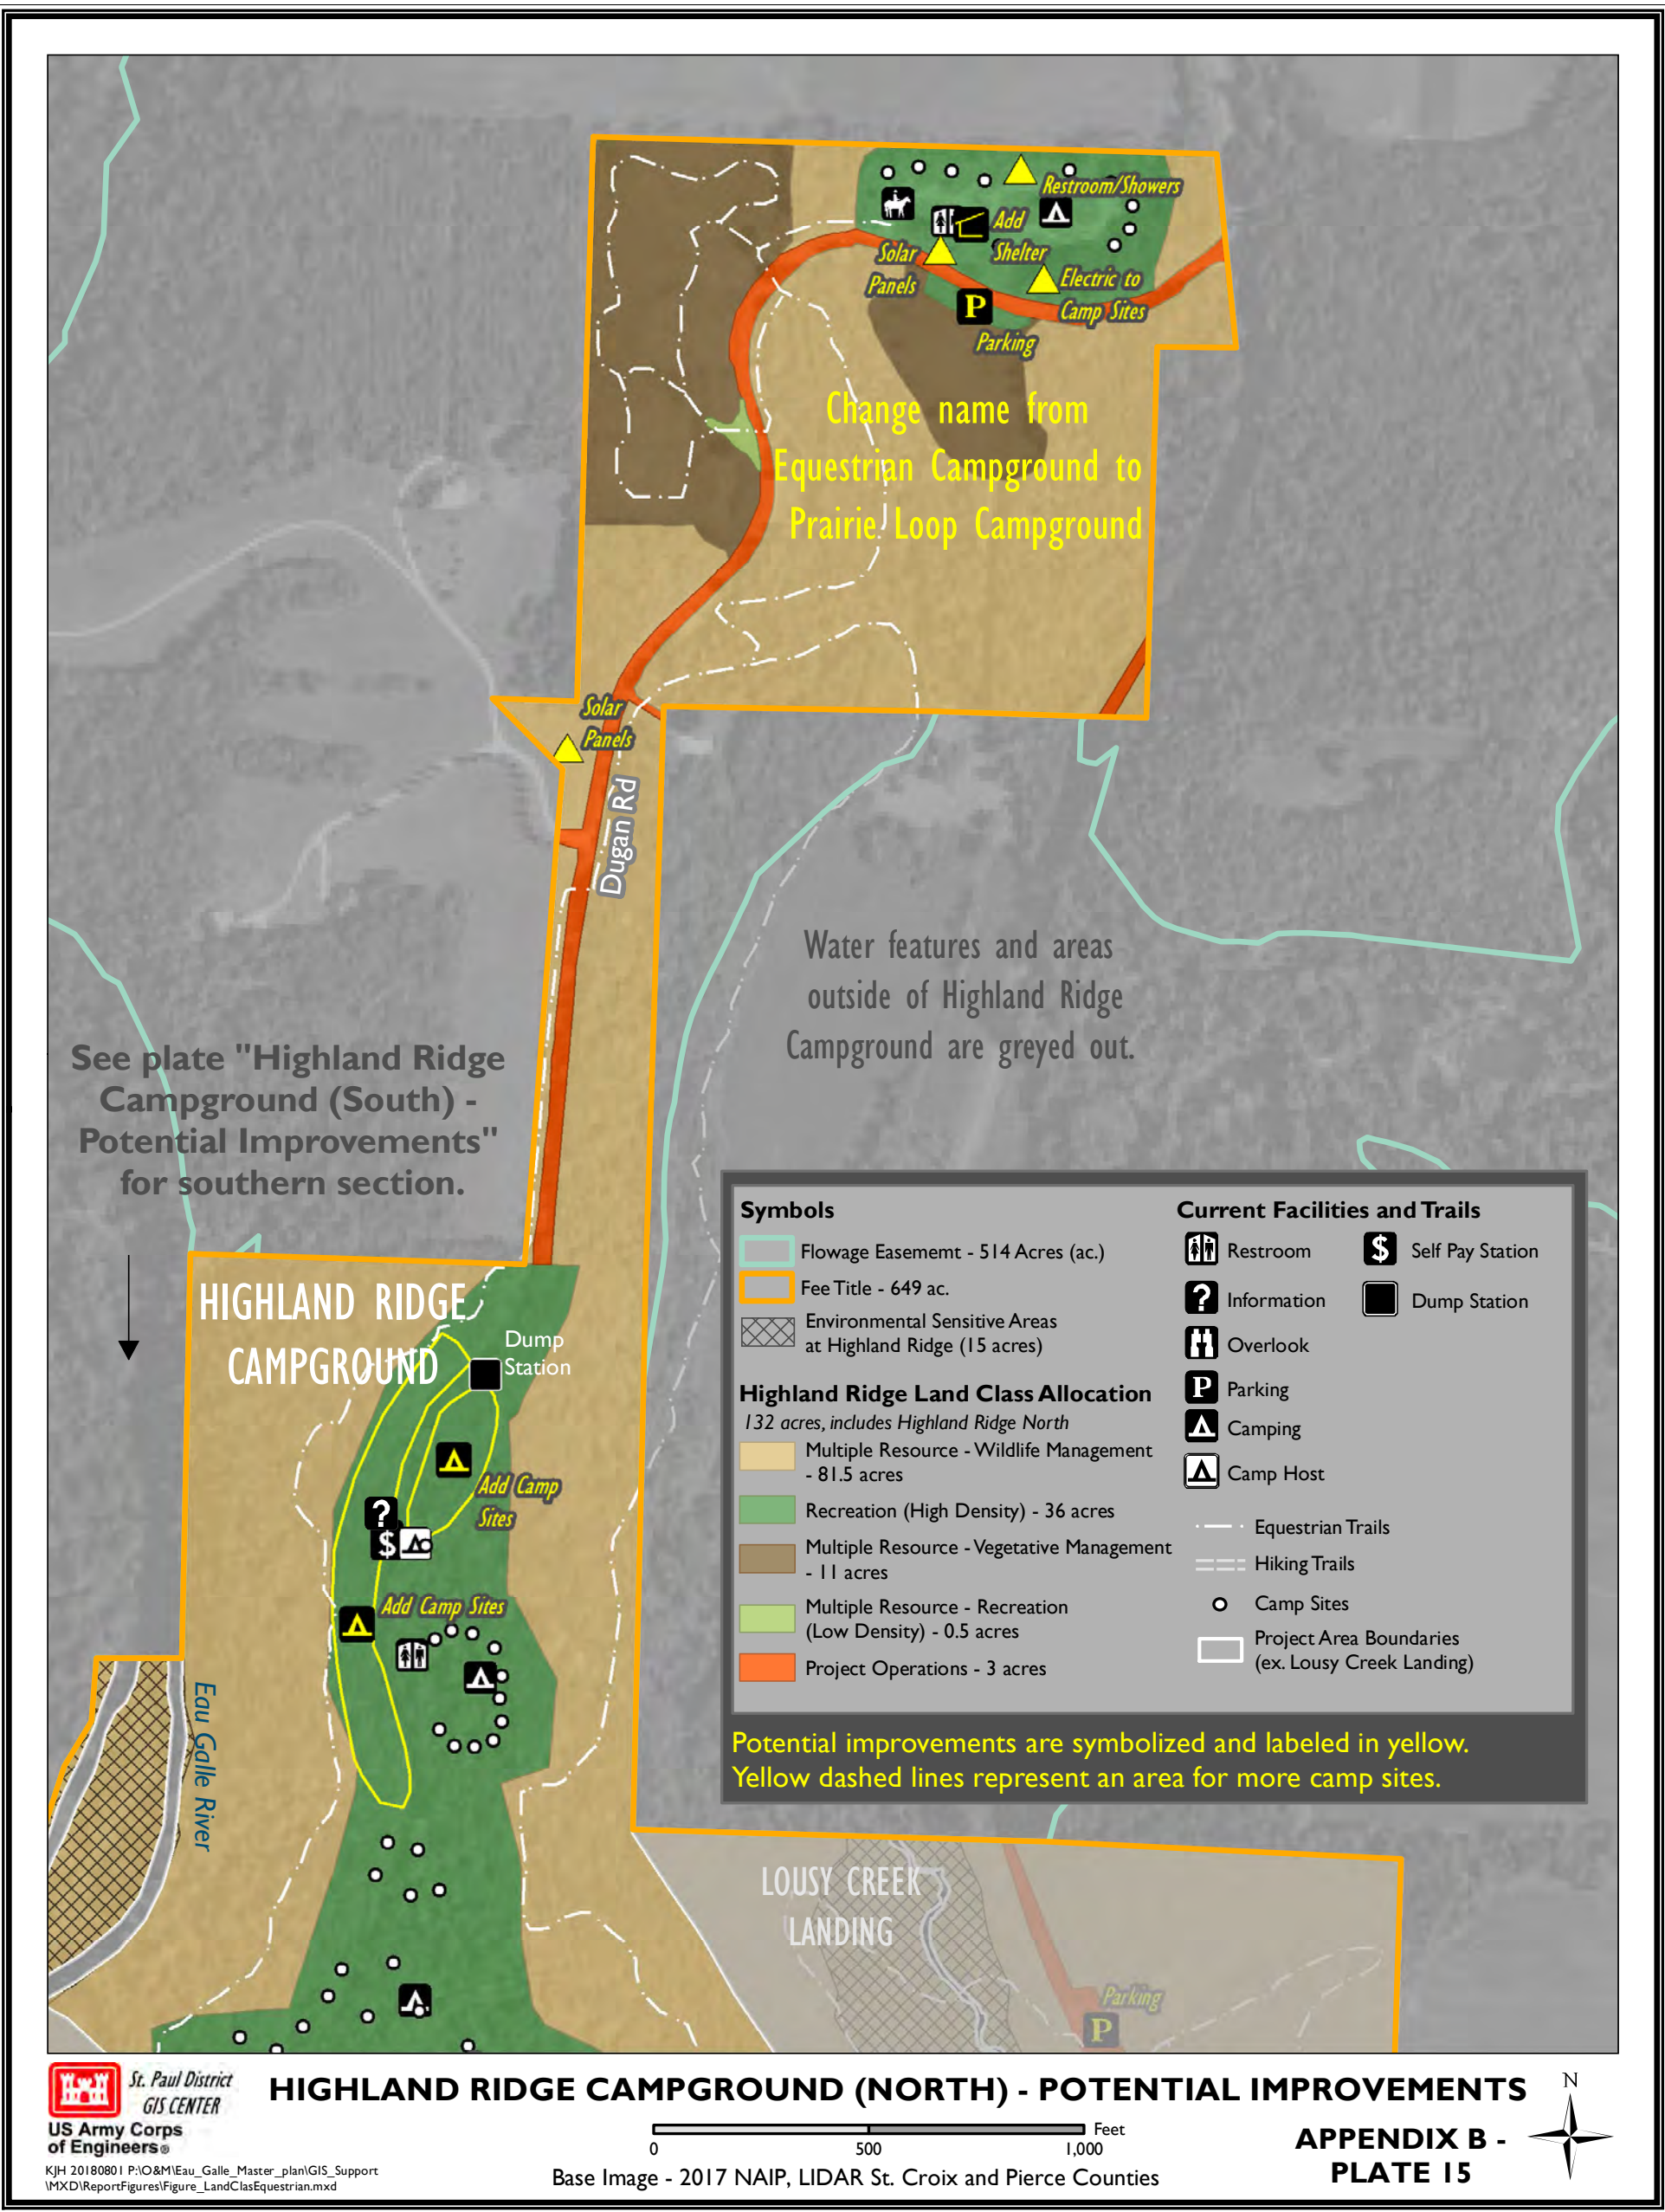 Restroom/Showers
Add
Shelter
Solar
Panels
Electric to
Camp Sites
P
Parking
Change name from
Equestrian Campground to
Prairie Loop Campground
Solar
Panels
Dugan Rd
Water features and areas
outside of Highland Ridge
Campground are greyed out.
See plate "Highland Ridge
Campground (South) -
Potential Improvements"
for southern section.
HIGHLAND RIDGE
CAMPGROUND
Dump
Station
Add Camp
Sites
?
$
Add Camp Sites
Eau Galle River
LOUSY CREEK
LANDING
Parking
P
Symbols
Flowage Easememt - 514 Acres (ac.)
Fee Title - 649 ac.
Environmental Sensitive Areas
at Highland Ridge (15 acres)
Highland Ridge Land Class Allocation
132 acres, includes Highland Ridge North
Multiple Resource - Wildlife Management
- 81.5 acres
Recreation (High Density) - 36 acres
Multiple Resource - Vegetative Management
- 11 acres
Multiple Resource - Recreation
(Low Density) - 0.5 acres
Project Operations - 3 acres
Current Facilities and Trails
Restroom
$ Self Pay Station
? Information
Dump Station
Overlook
P Parking
Camping
Camp Host
Equestrian Trails
Hiking Trails
Camp Sites
Project Area Boundaries
(ex. Lousy Creek Landing)
Potential improvements are symbolized and labeled in yellow.
Yellow dashed lines represent an area for more camp sites.
St. Paul District
GIS CENTER
US Army Corps
of Engineers®
KJH 20180801 P:\O&M\Eau_Galle_Master_plan\GIS_Support
\MXD\ReportFigures\Figure_LandClasEquestrian.mxd
HIGHLAND RIDGE CAMPGROUND (NORTH) - POTENTIAL IMPROVEMENTS
Feet
0 500 1,000
Base Image - 2017 NAIP, LIDAR St. Croix and Pierce Counties
N
APPENDIX B -
PLATE 15